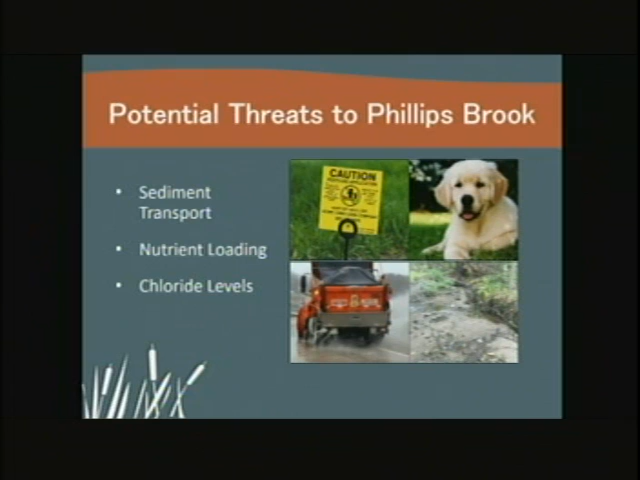 Potential Threats to Phillips Brook
• Sediment
Transport
• Nutrient Loading
• Chloride Levels
CAUTION